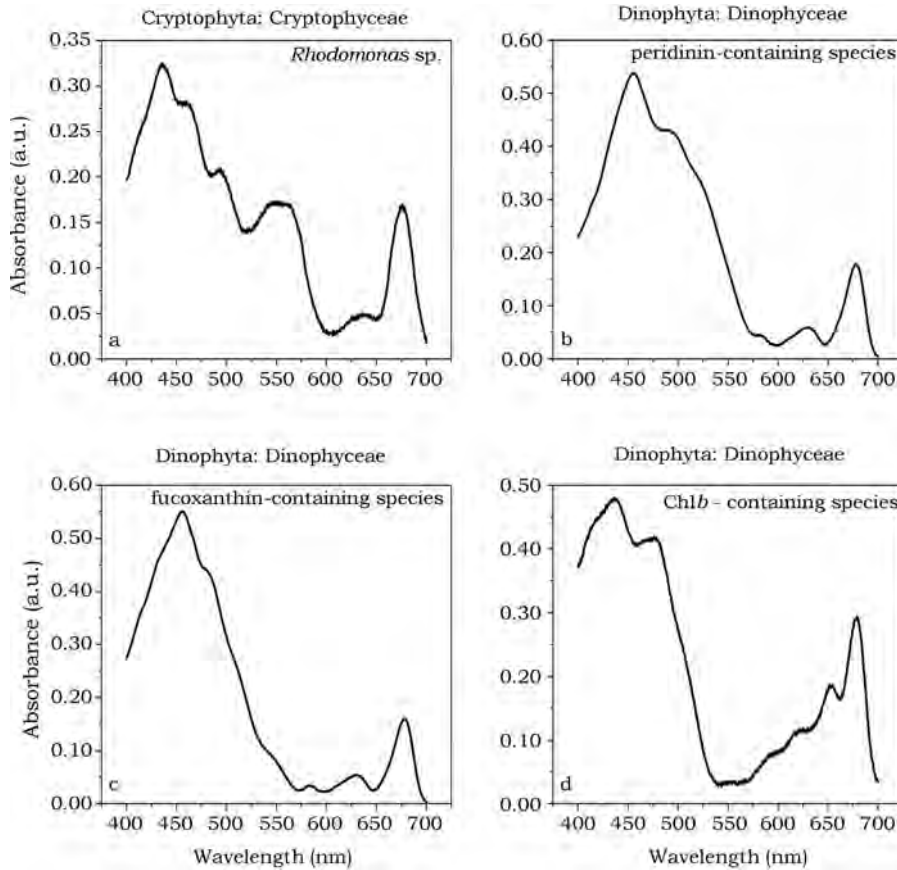 Cryptophyta: Cryptophyceae
Rhodomonas sp.
0.35
0.30
0.25
0.20
0.15
0.10
0.05
0.00
Absorbance (a.u.)
a
400 450 500 550 600 650 700
Dinophyta: Dinophyceae
peridinin-containing species
0.60
0.50
0.40
0.30
0.20
0.10
0.00
b
400 450 500 550 600 650 700
Dinophyta: Dinophyceae
fucoxanthin-containing species
0.60
0.50
0.40
0.30
0.20
0.10
0.00
Absorbance (a.u.)
c
400 450 500 550 600 650 700
Wavelength (nm)
Dinophyta: Dinophyceae
Chlb - containing species
0.50
0.40
0.30
0.20
0.10
0.00
d
400 450 500 550 600 650 700
Wavelength (nm)